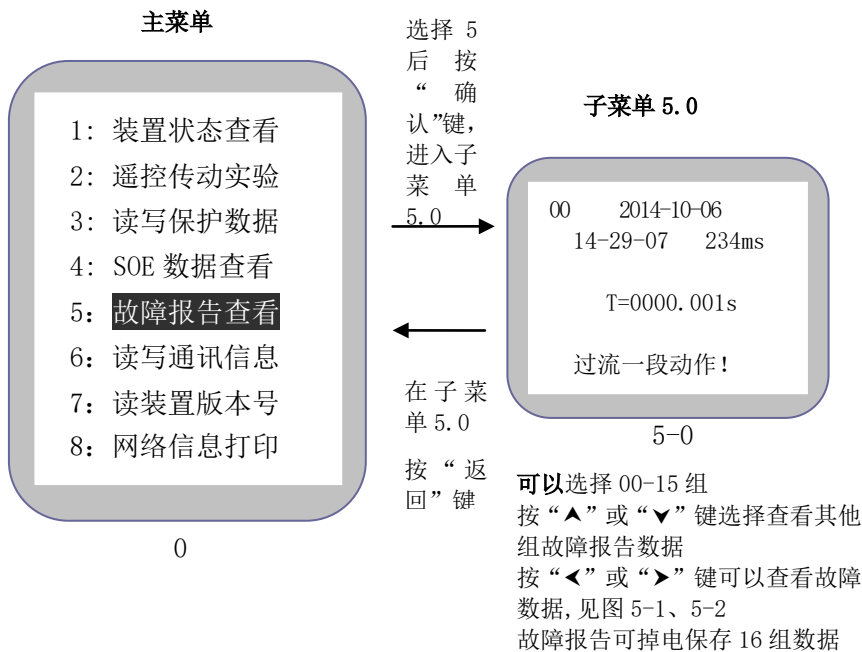 主菜单
1: 装置状态查看
2: 遥控传动实验
3: 读写保护数据
4: SOE 数据查看
5: 故障报告查看
6: 读写通讯信息
7: 读装置版本号
8: 网络信息打印
0
选择 5
后 按
“ 确
认”键,
进入子
菜 单
5.0
在子菜
单 5.0
按“返
回”键
子菜单 5.0
00 2014-10-06
14-29-07 234ms
T=0000.001s
过流一段动作!
5-0
可以选择 00-15 组
按“⮝”或“⮟”键选择查看其他
组故障报告数据
按“⮜”或“⮞”键可以查看故障
数据,见图 5-1、5-2
故障报告可掉电保存 16 组数据